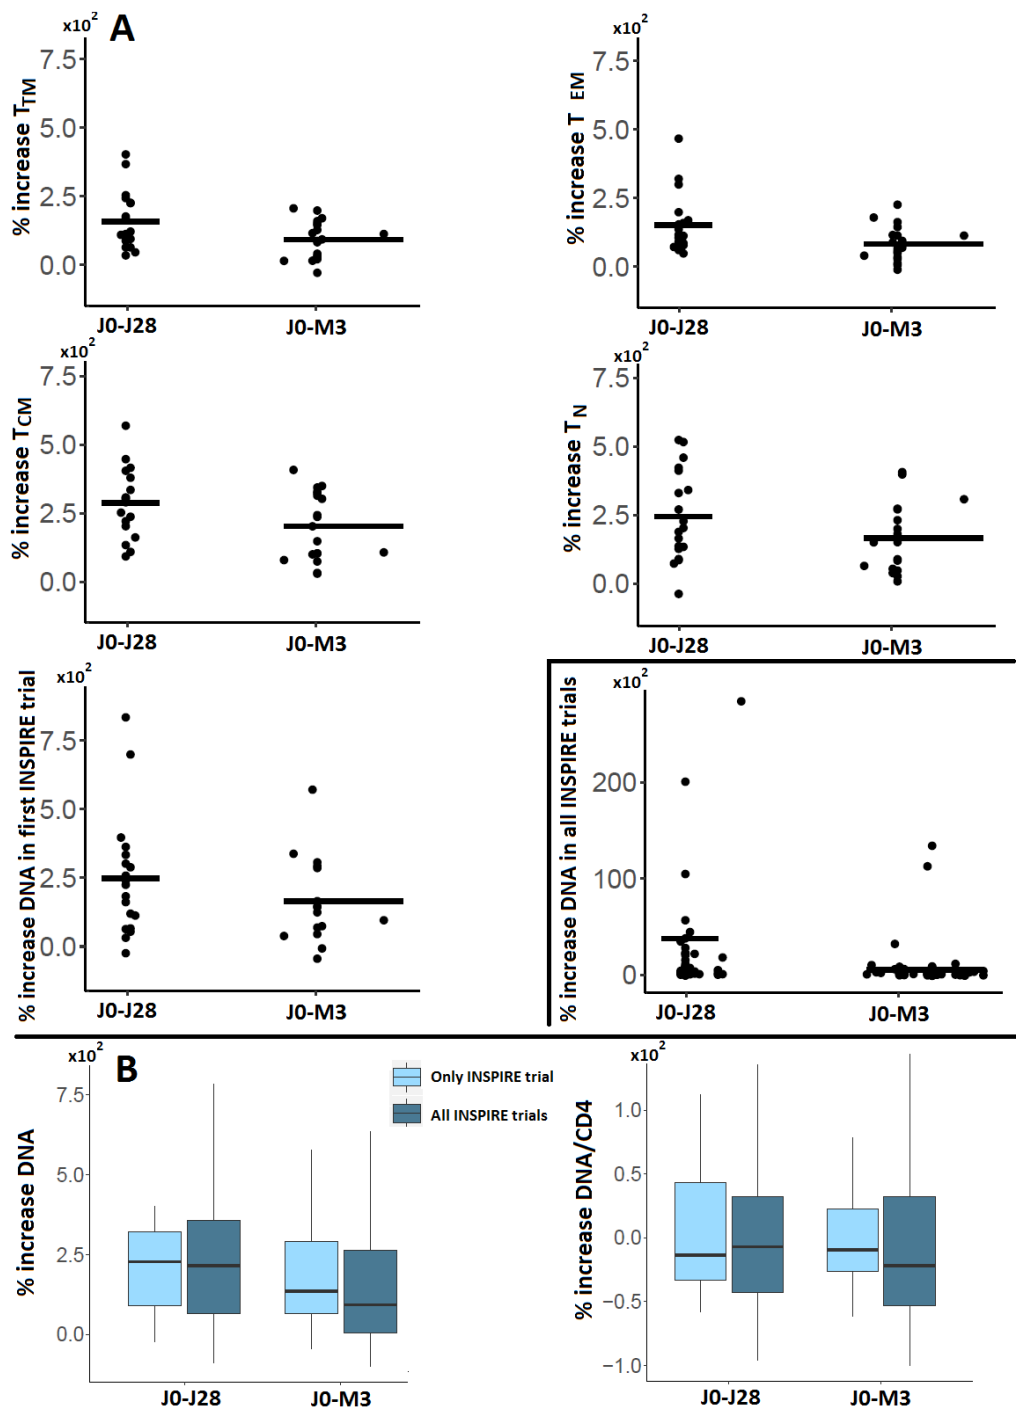 x10²
A
7.5
5.0
2.5
0.0
% increase T_TM
J0-J28
J0-M3
x10²
7.5
5.0
2.5
0.0
% increase T EM
J0-J28
J0-M3
x10²
7.5
5.0
2.5
0.0
% increase T_CM
J0-J28
J0-M3
x10²
7.5
5.0
2.5
0.0
% increase T_N
J0-J28
J0-M3
x10²
7.5
5.0
2.5
0.0
% increase DNA in first INSPIRE trial
J0-J28
J0-M3
x10²
200
100
0
% increase DNA in all INSPIRE trials
J0-J28
J0-M3
x10²
B
7.5
5.0
2.5
0.0
% increase DNA
Only INSPIRE trial
All INSPIRE trials
J0-J28
J0-M3
x10²
1.0
0.5
0.0
−0.5
−1.0
% increase DNA/CD4
J0-J28
J0-M3